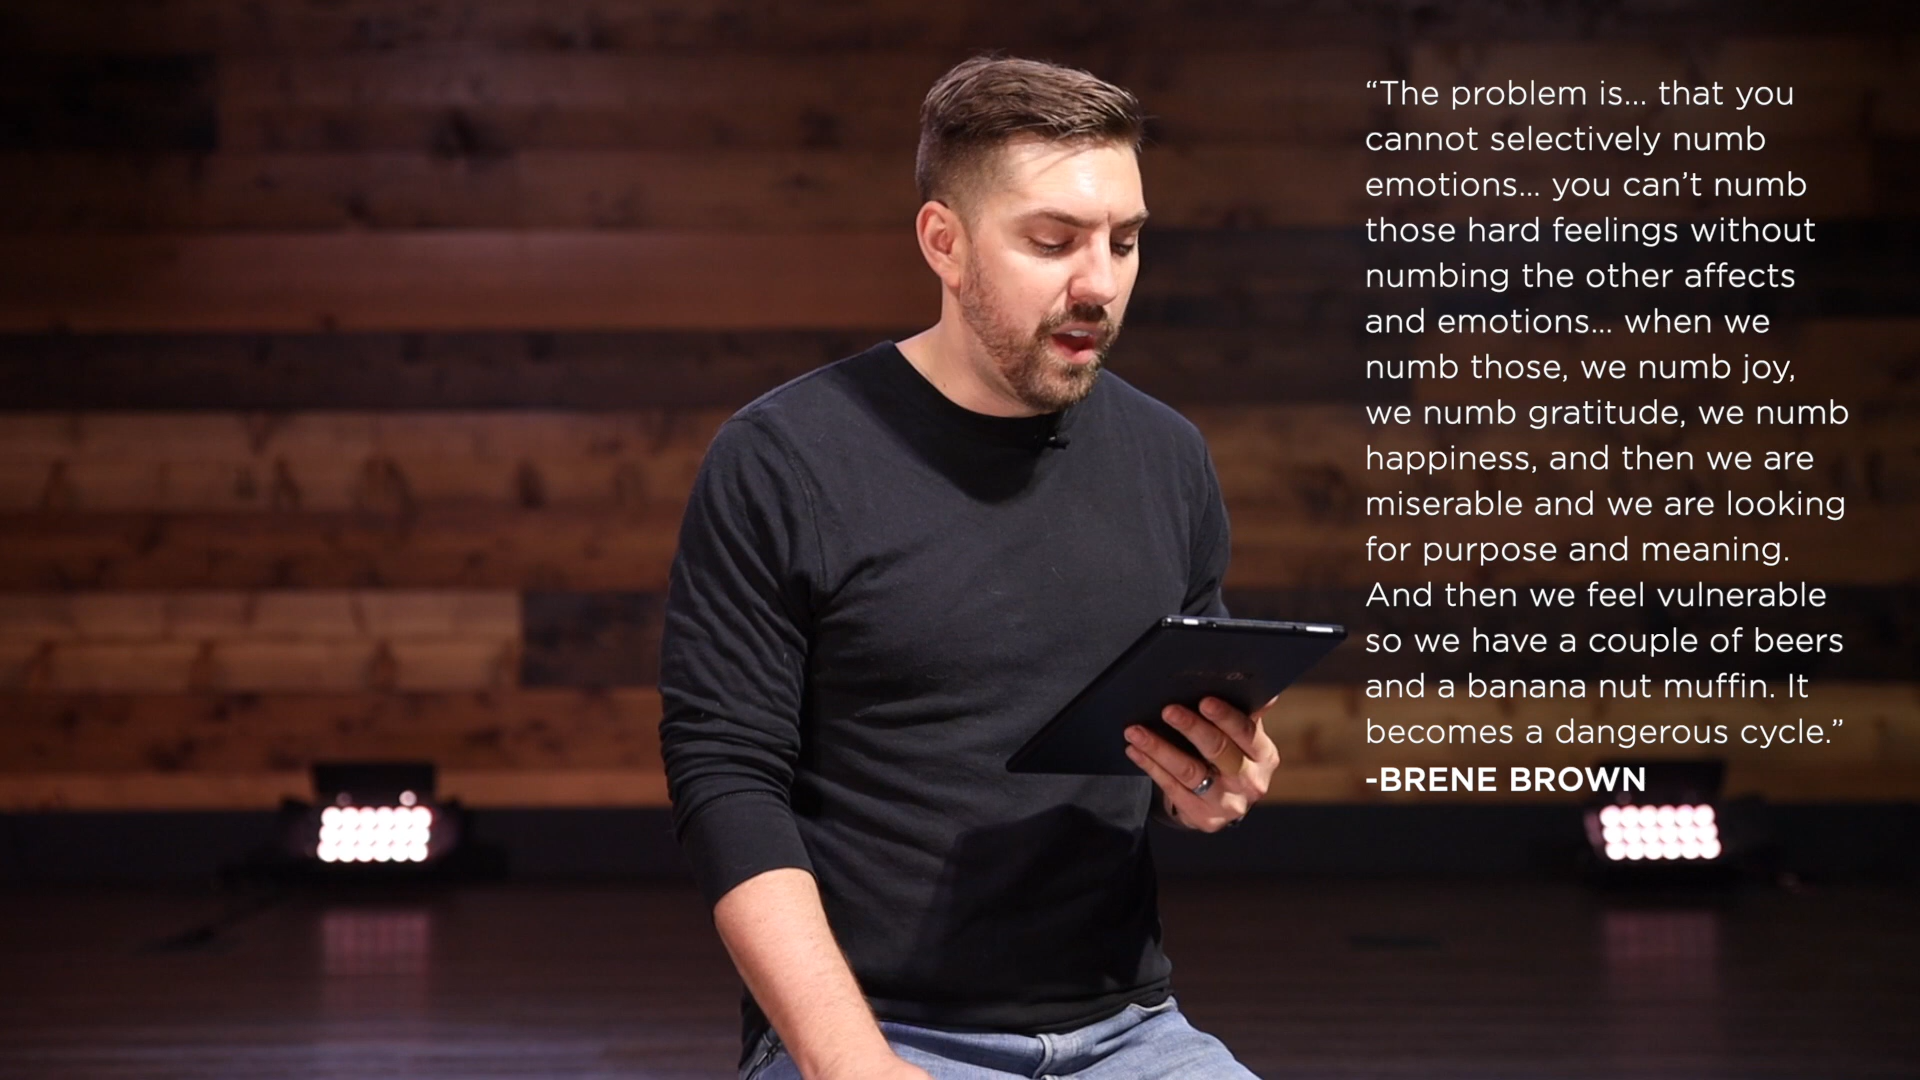 “The problem is... that you
cannot selectively numb
emotions... you can’t numb
those hard feelings without
numbing the other affects
and emotions... when we
numb those, we numb joy,
we numb gratitude, we numb
happiness, and then we are
miserable and we are looking
for purpose and meaning.
And then we feel vulnerable
so we have a couple of beers
and a banana nut muffin. It
becomes a dangerous cycle.”
-BRENE BROWN